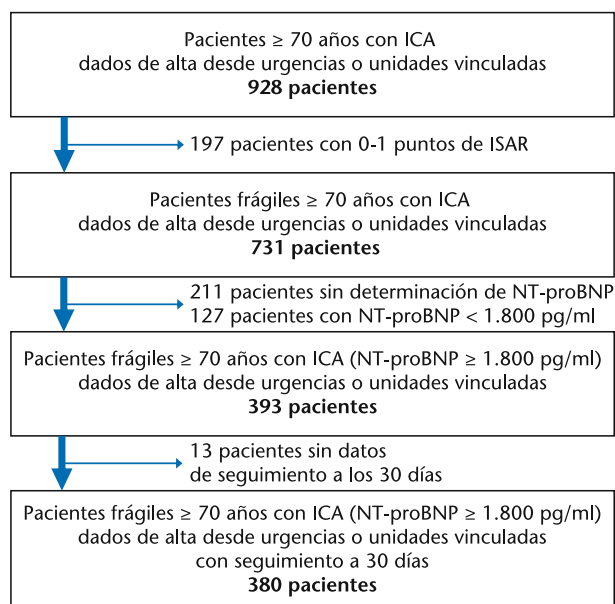 Pacientes ≥ 70 años con ICA
dados de alta desde urgencias o unidades vinculadas
928 pacientes
197 pacientes con 0-1 puntos de ISAR
Pacientes frágiles ≥ 70 años con ICA
dados de alta desde urgencias o unidades vinculadas
731 pacientes
211 pacientes sin determinación de NT-proBNP
127 pacientes con NT-proBNP < 1.800 pg/ml
Pacientes frágiles ≥ 70 años con ICA (NT-proBNP ≥ 1.800 pg/ml)
dados de alta desde urgencias o unidades vinculadas
393 pacientes
13 pacientes sin datos
de seguimiento a los 30 días
Pacientes frágiles ≥ 70 años con ICA (NT-proBNP ≥ 1.800 pg/ml)
dados de alta desde urgencias o unidades vinculadas
con seguimiento a 30 días
380 pacientes